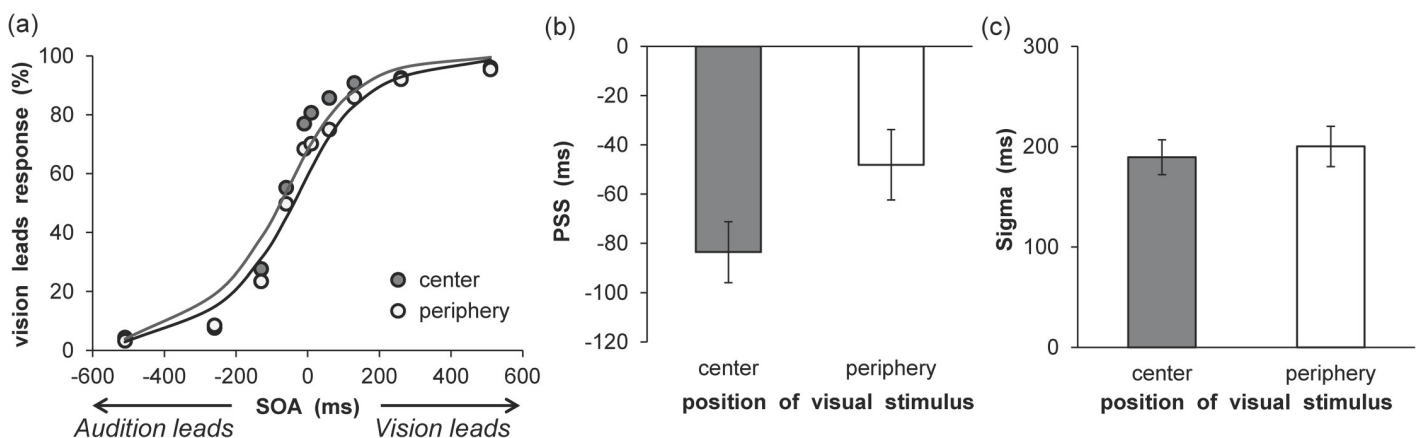 (a)
vision leads response (%)
100
80
60
40
20
0
center
periphery
-600 -400 -200 0 200 400 600
SOA (ms)
Audition leads
Vision leads
(b)
PSS (ms)
0
-20
-40
-60
-80
-100
-120
center periphery
position of visual stimulus
(c)
Sigma (ms)
300
200
100
0
center periphery
position of visual stimulus